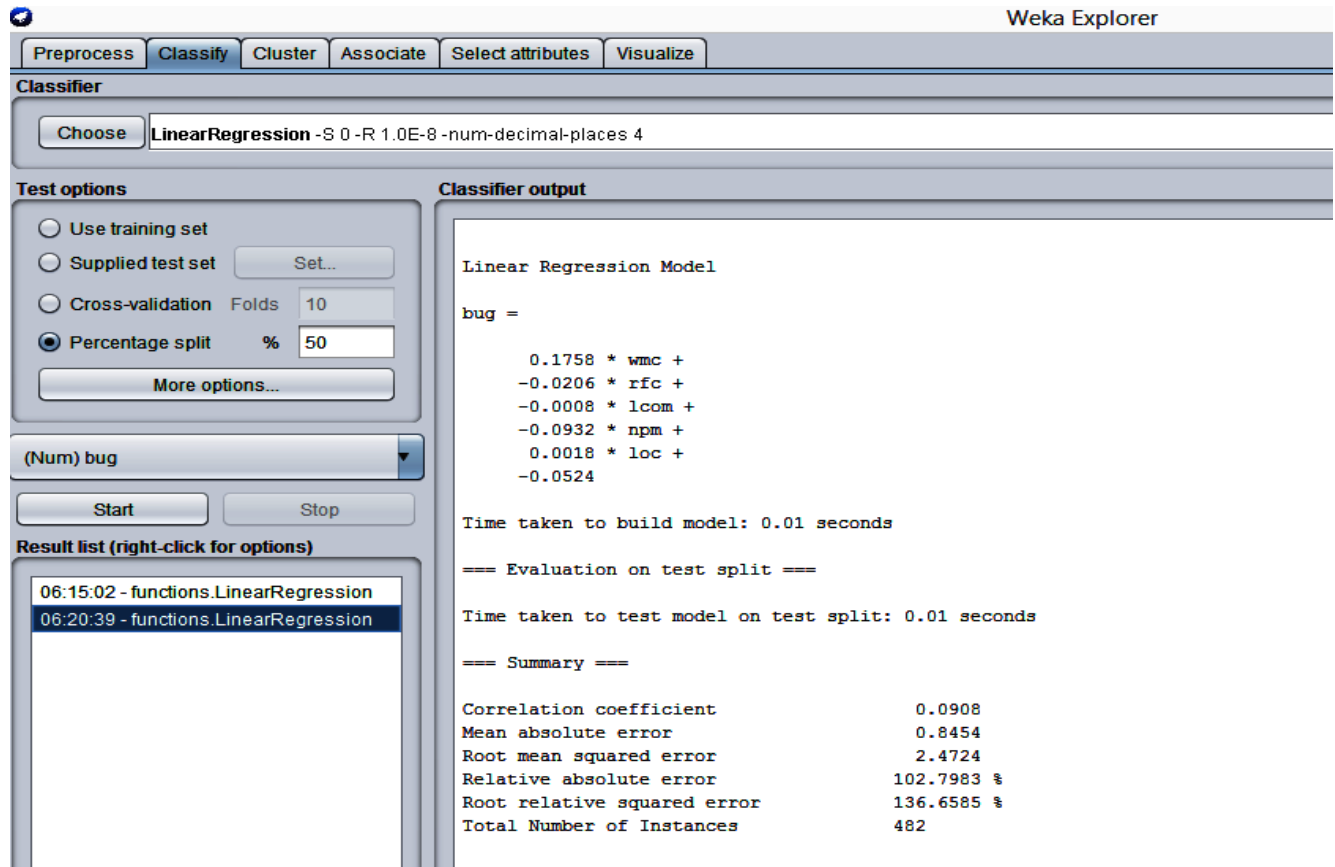 Weka Explorer
Preprocess Classify Cluster Associate Select attributes Visualize
Classifier
Choose LinearRegression -S 0 -R 1.0E-8 -num-decimal-places 4
Test options
Use training set
Supplied test set Set...
Cross-validation Folds 10
Percentage split % 50
More options...
(Num) bug
Start Stop
Result list (right-click for options)
06:15:02 - functions.LinearRegression
06:20:39 - functions.LinearRegression
Classifier output
Linear Regression Model
bug =
0.1758 * wmc +
-0.0206 * rfc +
-0.0008 * lcom +
-0.0932 * npm +
0.0018 * loc +
-0.0524
Time taken to build model: 0.01 seconds
=== Evaluation on test split ===
Time taken to test model on test split: 0.01 seconds
=== Summary ===
Correlation coefficient 0.0908
Mean absolute error 0.8454
Root mean squared error 2.4724
Relative absolute error 102.7983 %
Root relative squared error 136.6585 %
Total Number of Instances 482